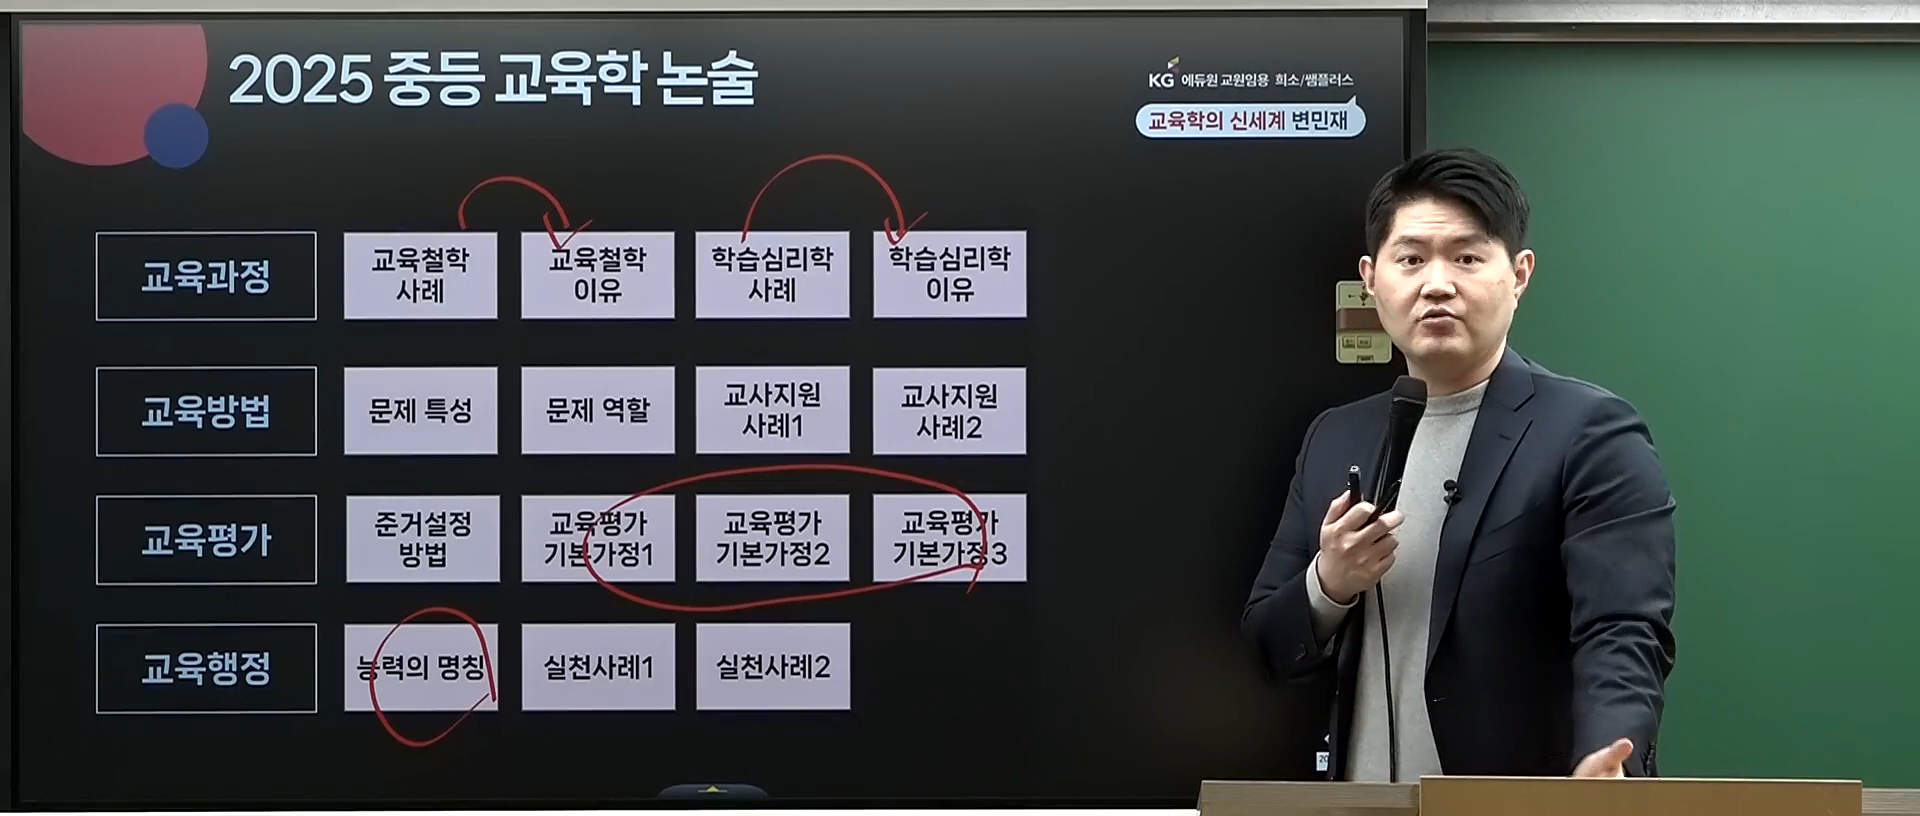 2025 중등 교육학 논술
KG 에듀원 교원임용 희소/쌤플러스
교육학의 신세계 변민재
교육과정
교육철학
사례
교육철학
이유
학습심리학
사례
학습심리학
이유
교육방법
문제 특성
문제 역할
교사지원
사례1
교사지원
사례2
교육평가
준거설정
방법
교육평가
기본가정1
교육평가
기본가정2
교육평가
기본가정3
교육행정
능력의 명칭
실천사례1
실천사례2